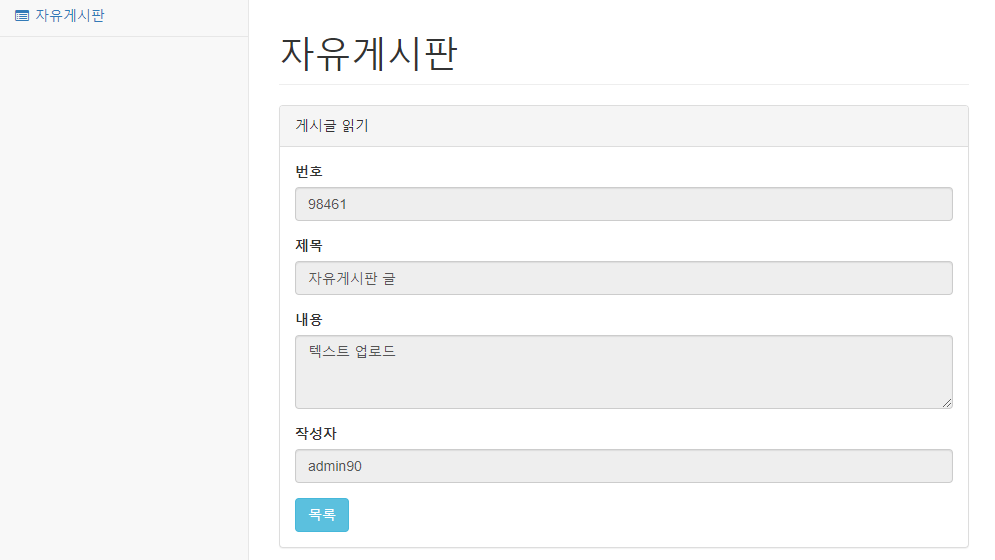 자유게시판
자유게시판
게시글 읽기
번호
98461
제목
자유게시판 글
내용
텍스트 업로드
작성자
admin90
목록